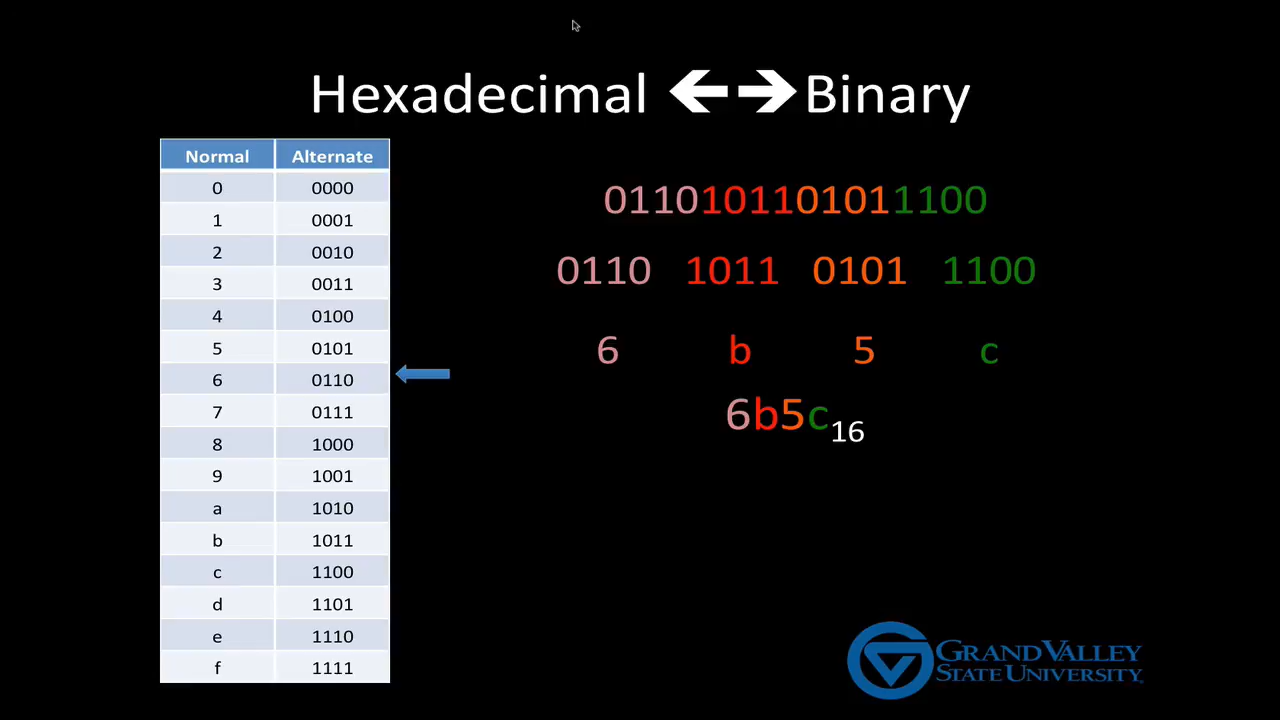 Hexadecimal 🡸🡺Binary
Normal Alternate
0 0000
1 0001
2 0010
3 0011
4 0100
5 0101
6 0110
7 0111
8 1000
9 1001
a 1010
b 1011
c 1100
d 1101
e 1110
f 1111
0110101101011100
0110 1011 0101 1100
6 b 5 c
6b5c16
GRAND VALLEY
STATE UNIVERSITY